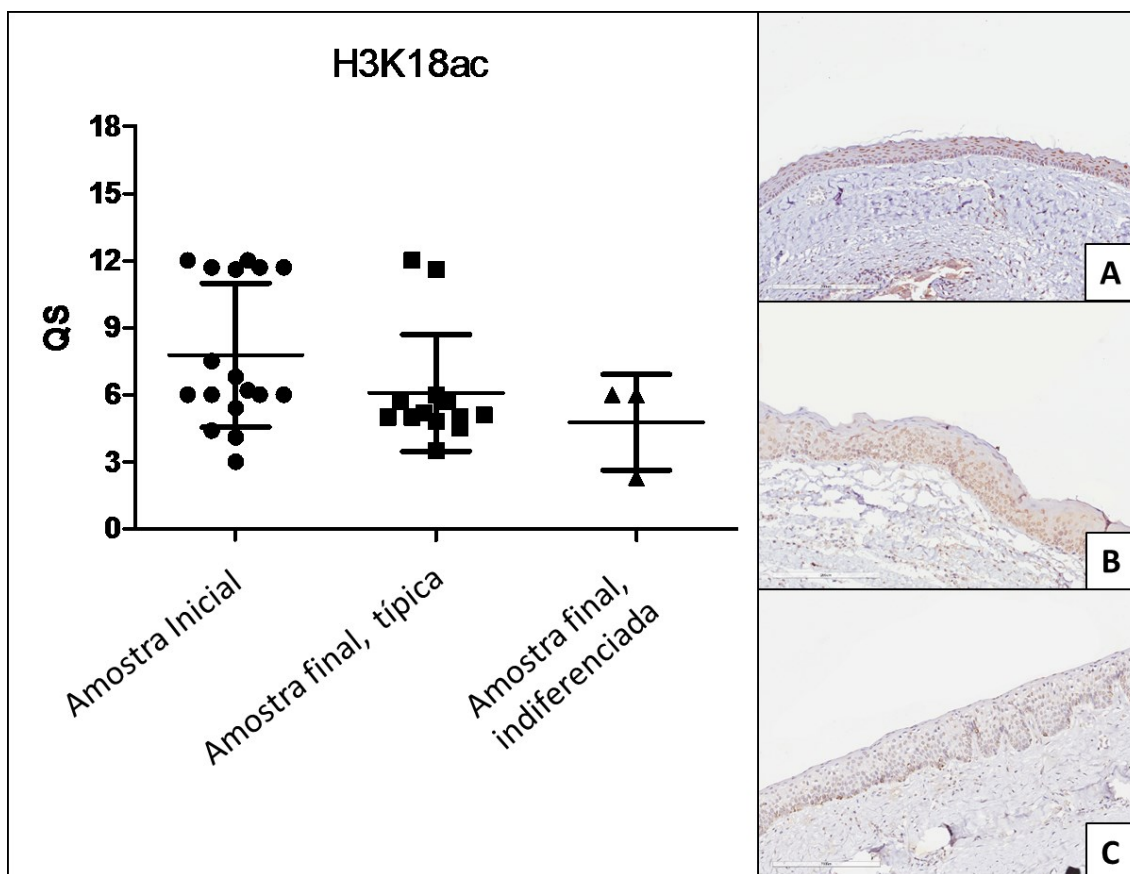 H3K18ac
18
15
12
9
6
3
0
QS
Amostra Inicial
Amostra final, típica
Amostra final,
indiferenciada
A
B
C